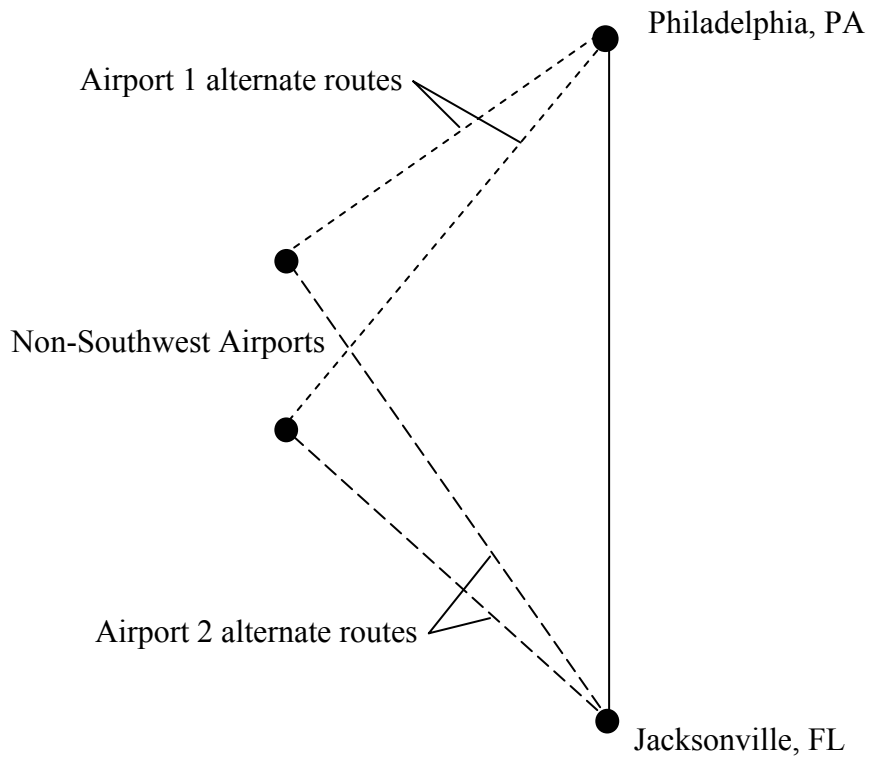 Philadelphia, PA
Airport 1 alternate routes
Non-Southwest Airports
Airport 2 alternate routes
Jacksonville, FL